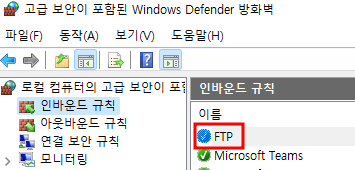 고급 보안이 포함된 Windows Defender 방화벽
파일(F) 동작(A) 보기(V) 도움말(H)
로컬 컴퓨터의 고급 보안이 포함
인바운드 규칙
아웃바운드 규칙
연결 보안 규칙
모니터링
인바운드 규칙
이름
FTP
Microsoft Teams